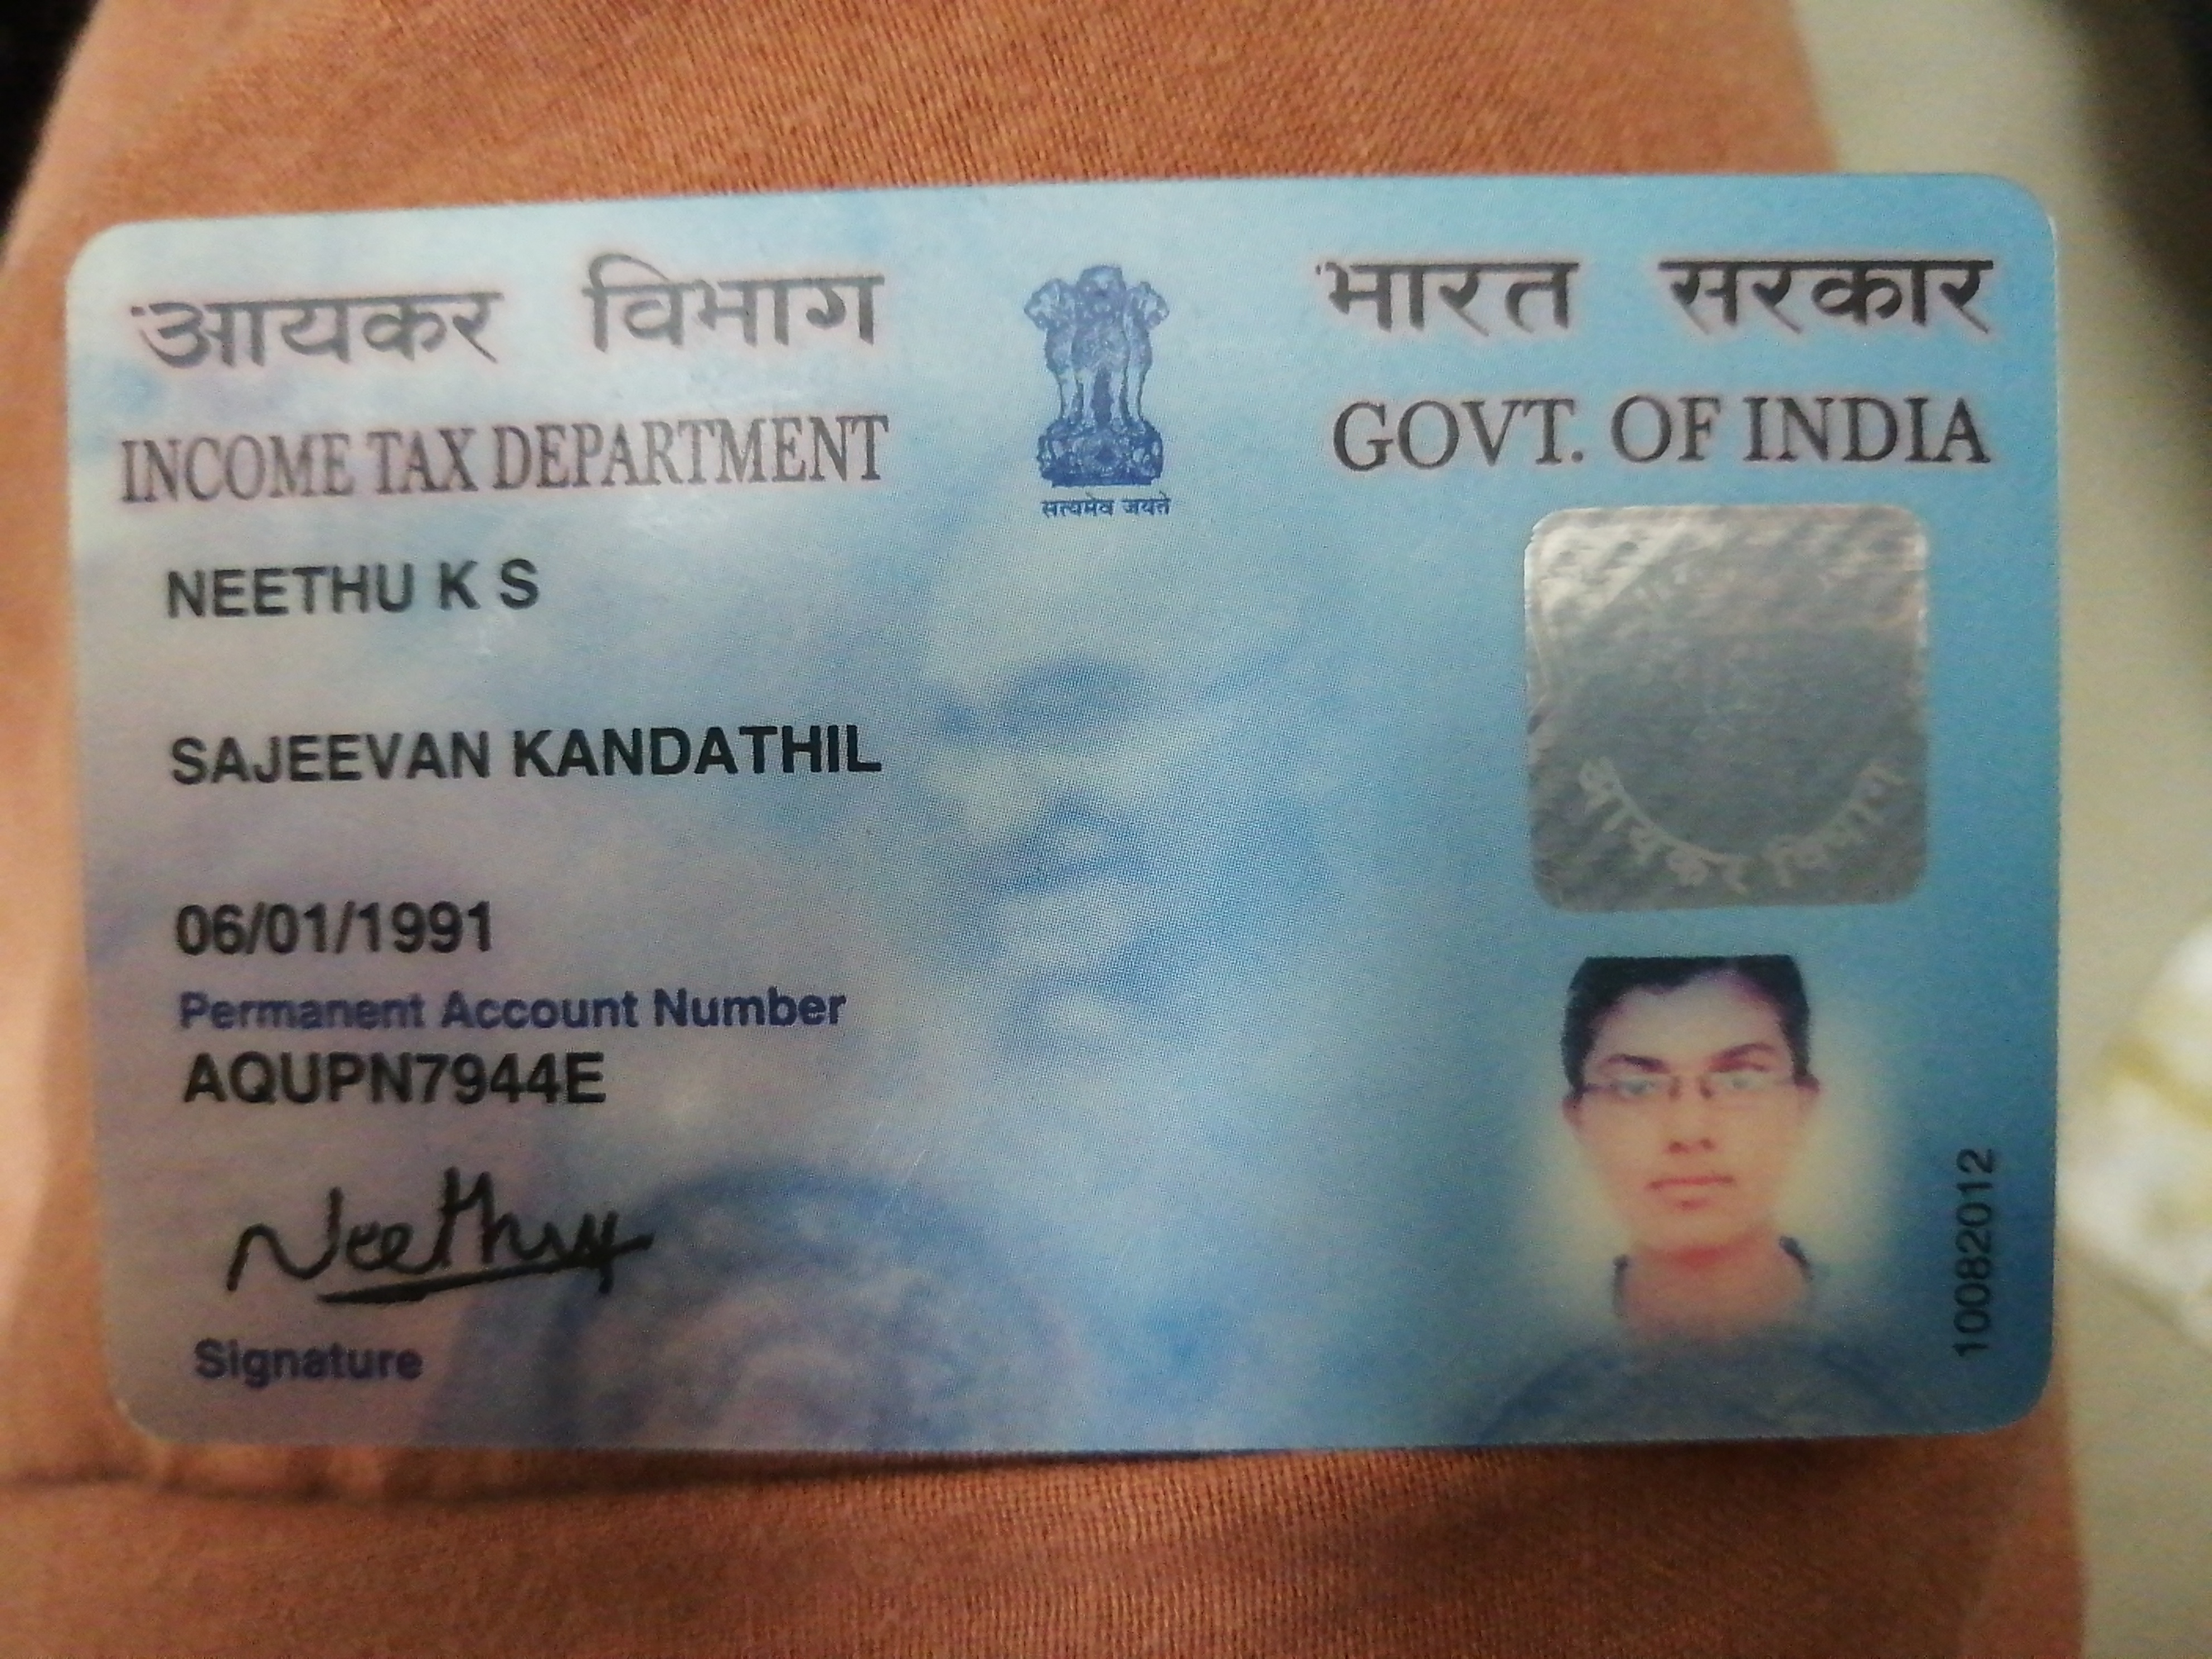 आयकर विभाग
INCOME TAX DEPARTMENT
सत्यमेव जयते
भारत सरकार
GOVT. OF INDIA
NEETHU K S
SAJEEVAN KANDATHIL
06/01/1991
Permanent Account Number
AQUPN7944E
Neethu
Signature
आयकर विभाग
10082012